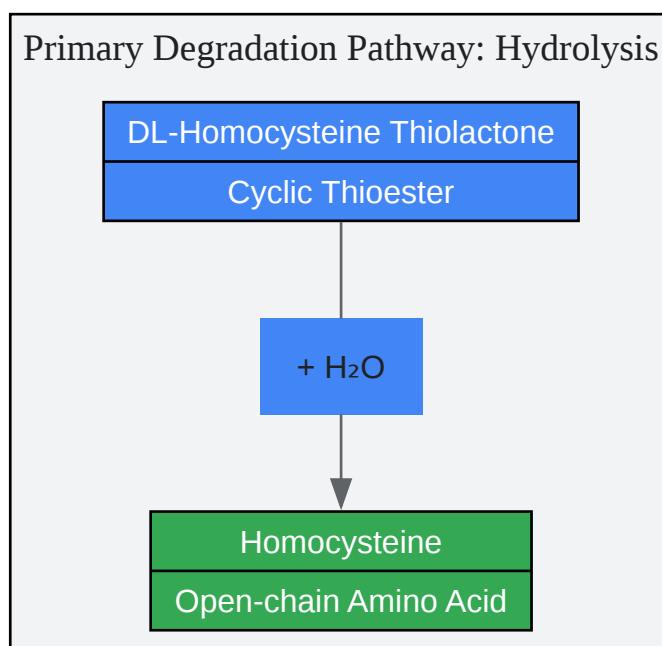 Primary Degradation Pathway: Hydrolysis
DL-Homocysteine Thiolactone
Cyclic Thioester
+ H₂O
Homocysteine
Open-chain Amino Acid